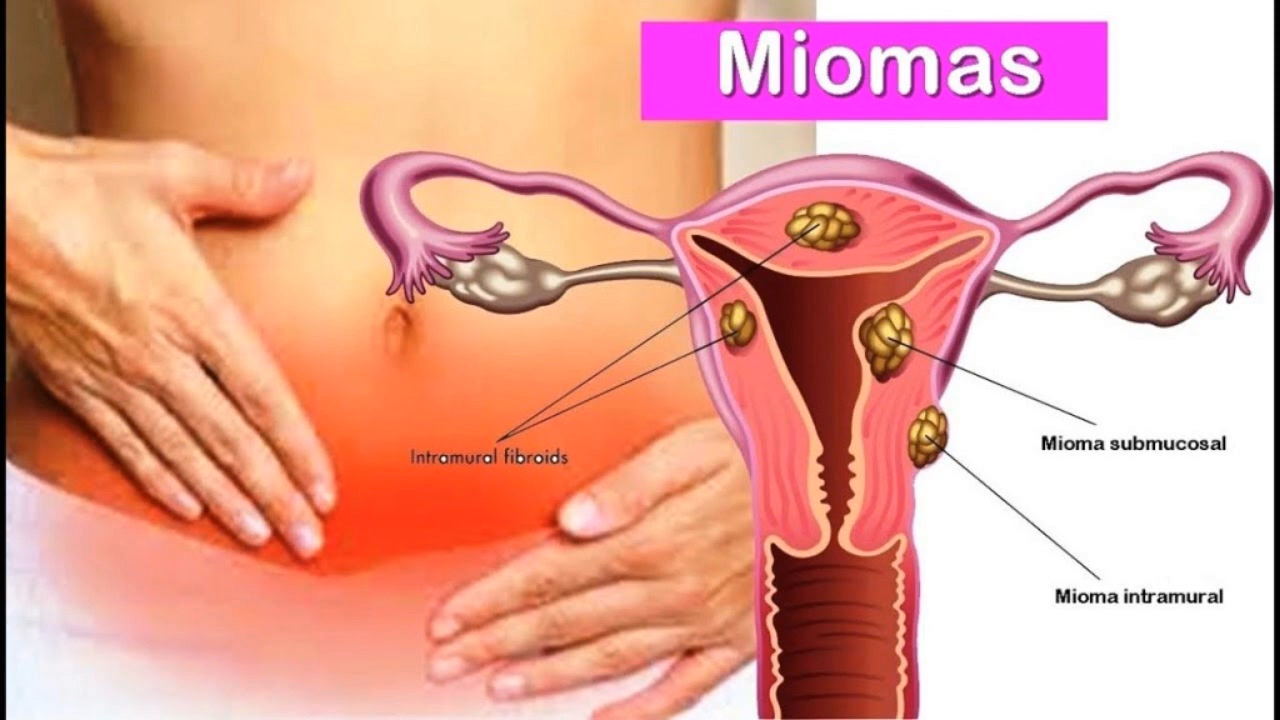 Miomas
Intramural fibroids
Mioma submucosal
Mioma intramural